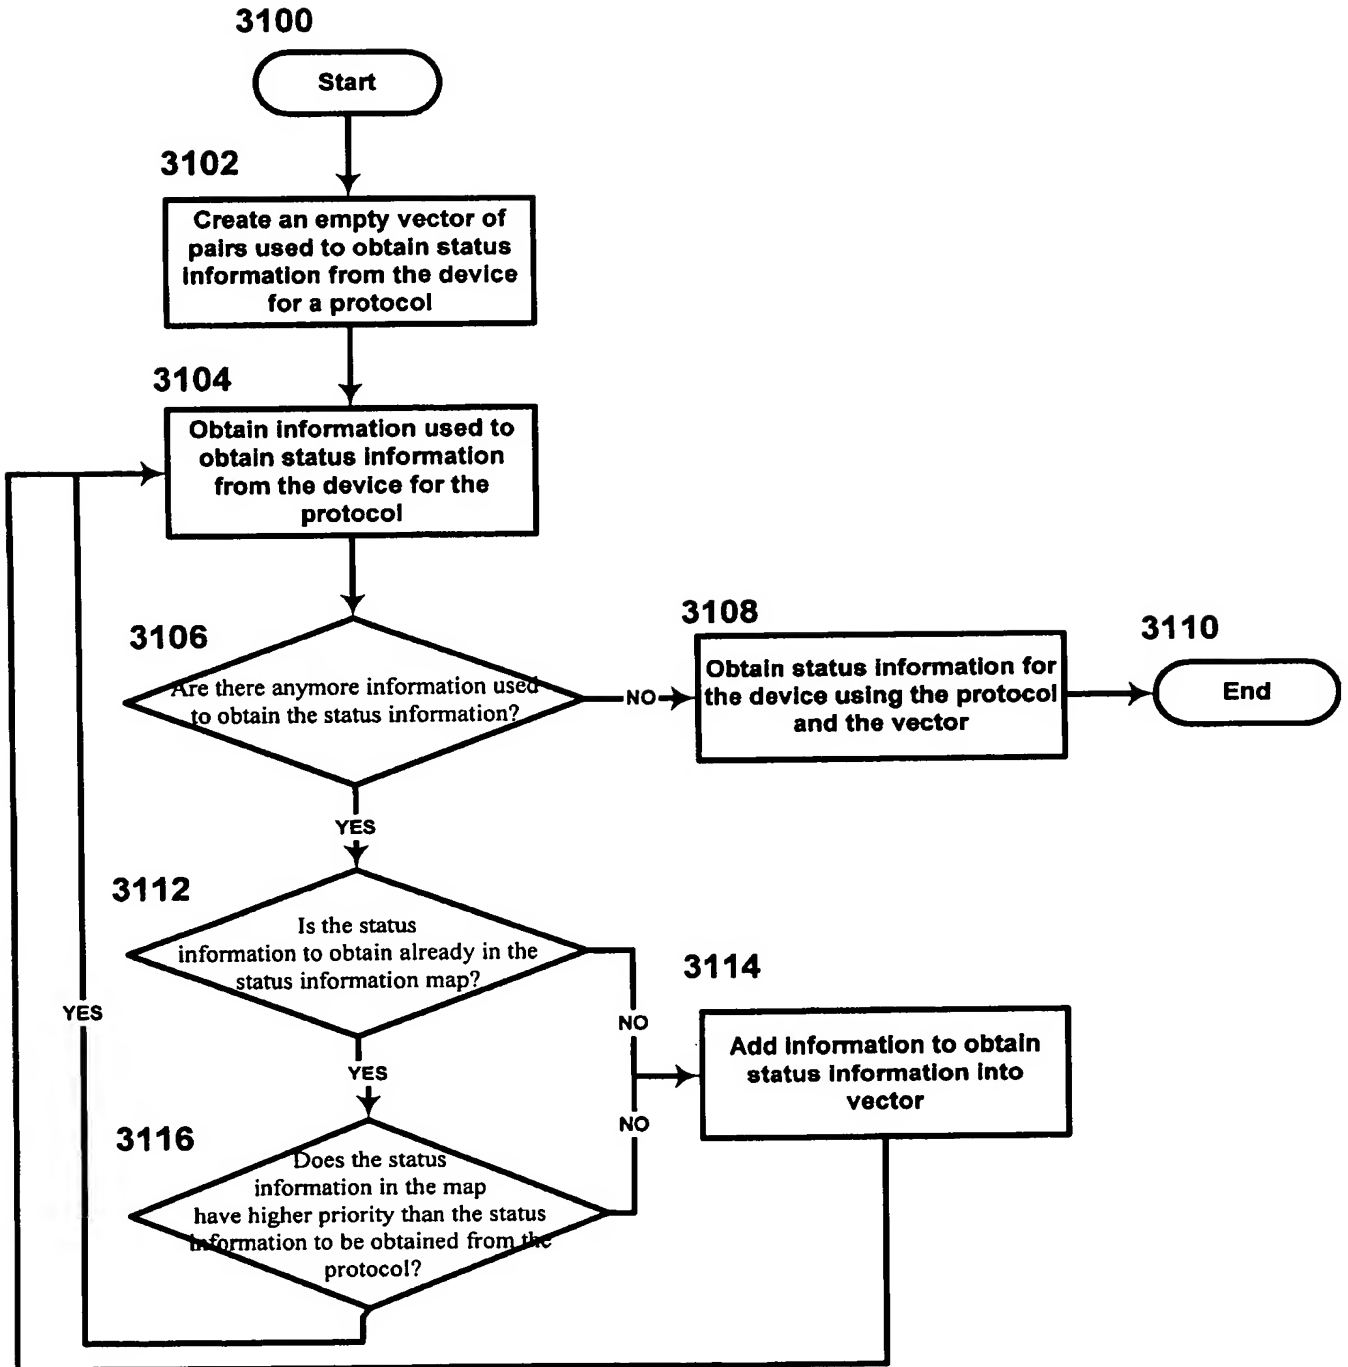 3100
Start
3102
Create an empty vector of
pairs used to obtain status
information from the device
for a protocol
3104
Obtain information used to
obtain status information
from the device for the
protocol
3106
Are there anymore information used
to obtain the status information?
NO
3108
Obtain status information for
the device using the protocol
and the vector
3110
End
YES
3112
Is the status
information to obtain already in the
status information map?
NO
3114
Add information to obtain
status information into
vector
YES
YES
NO
3116
Does the status
information in the map
have higher priority than the status
information to be obtained from the
protocol?